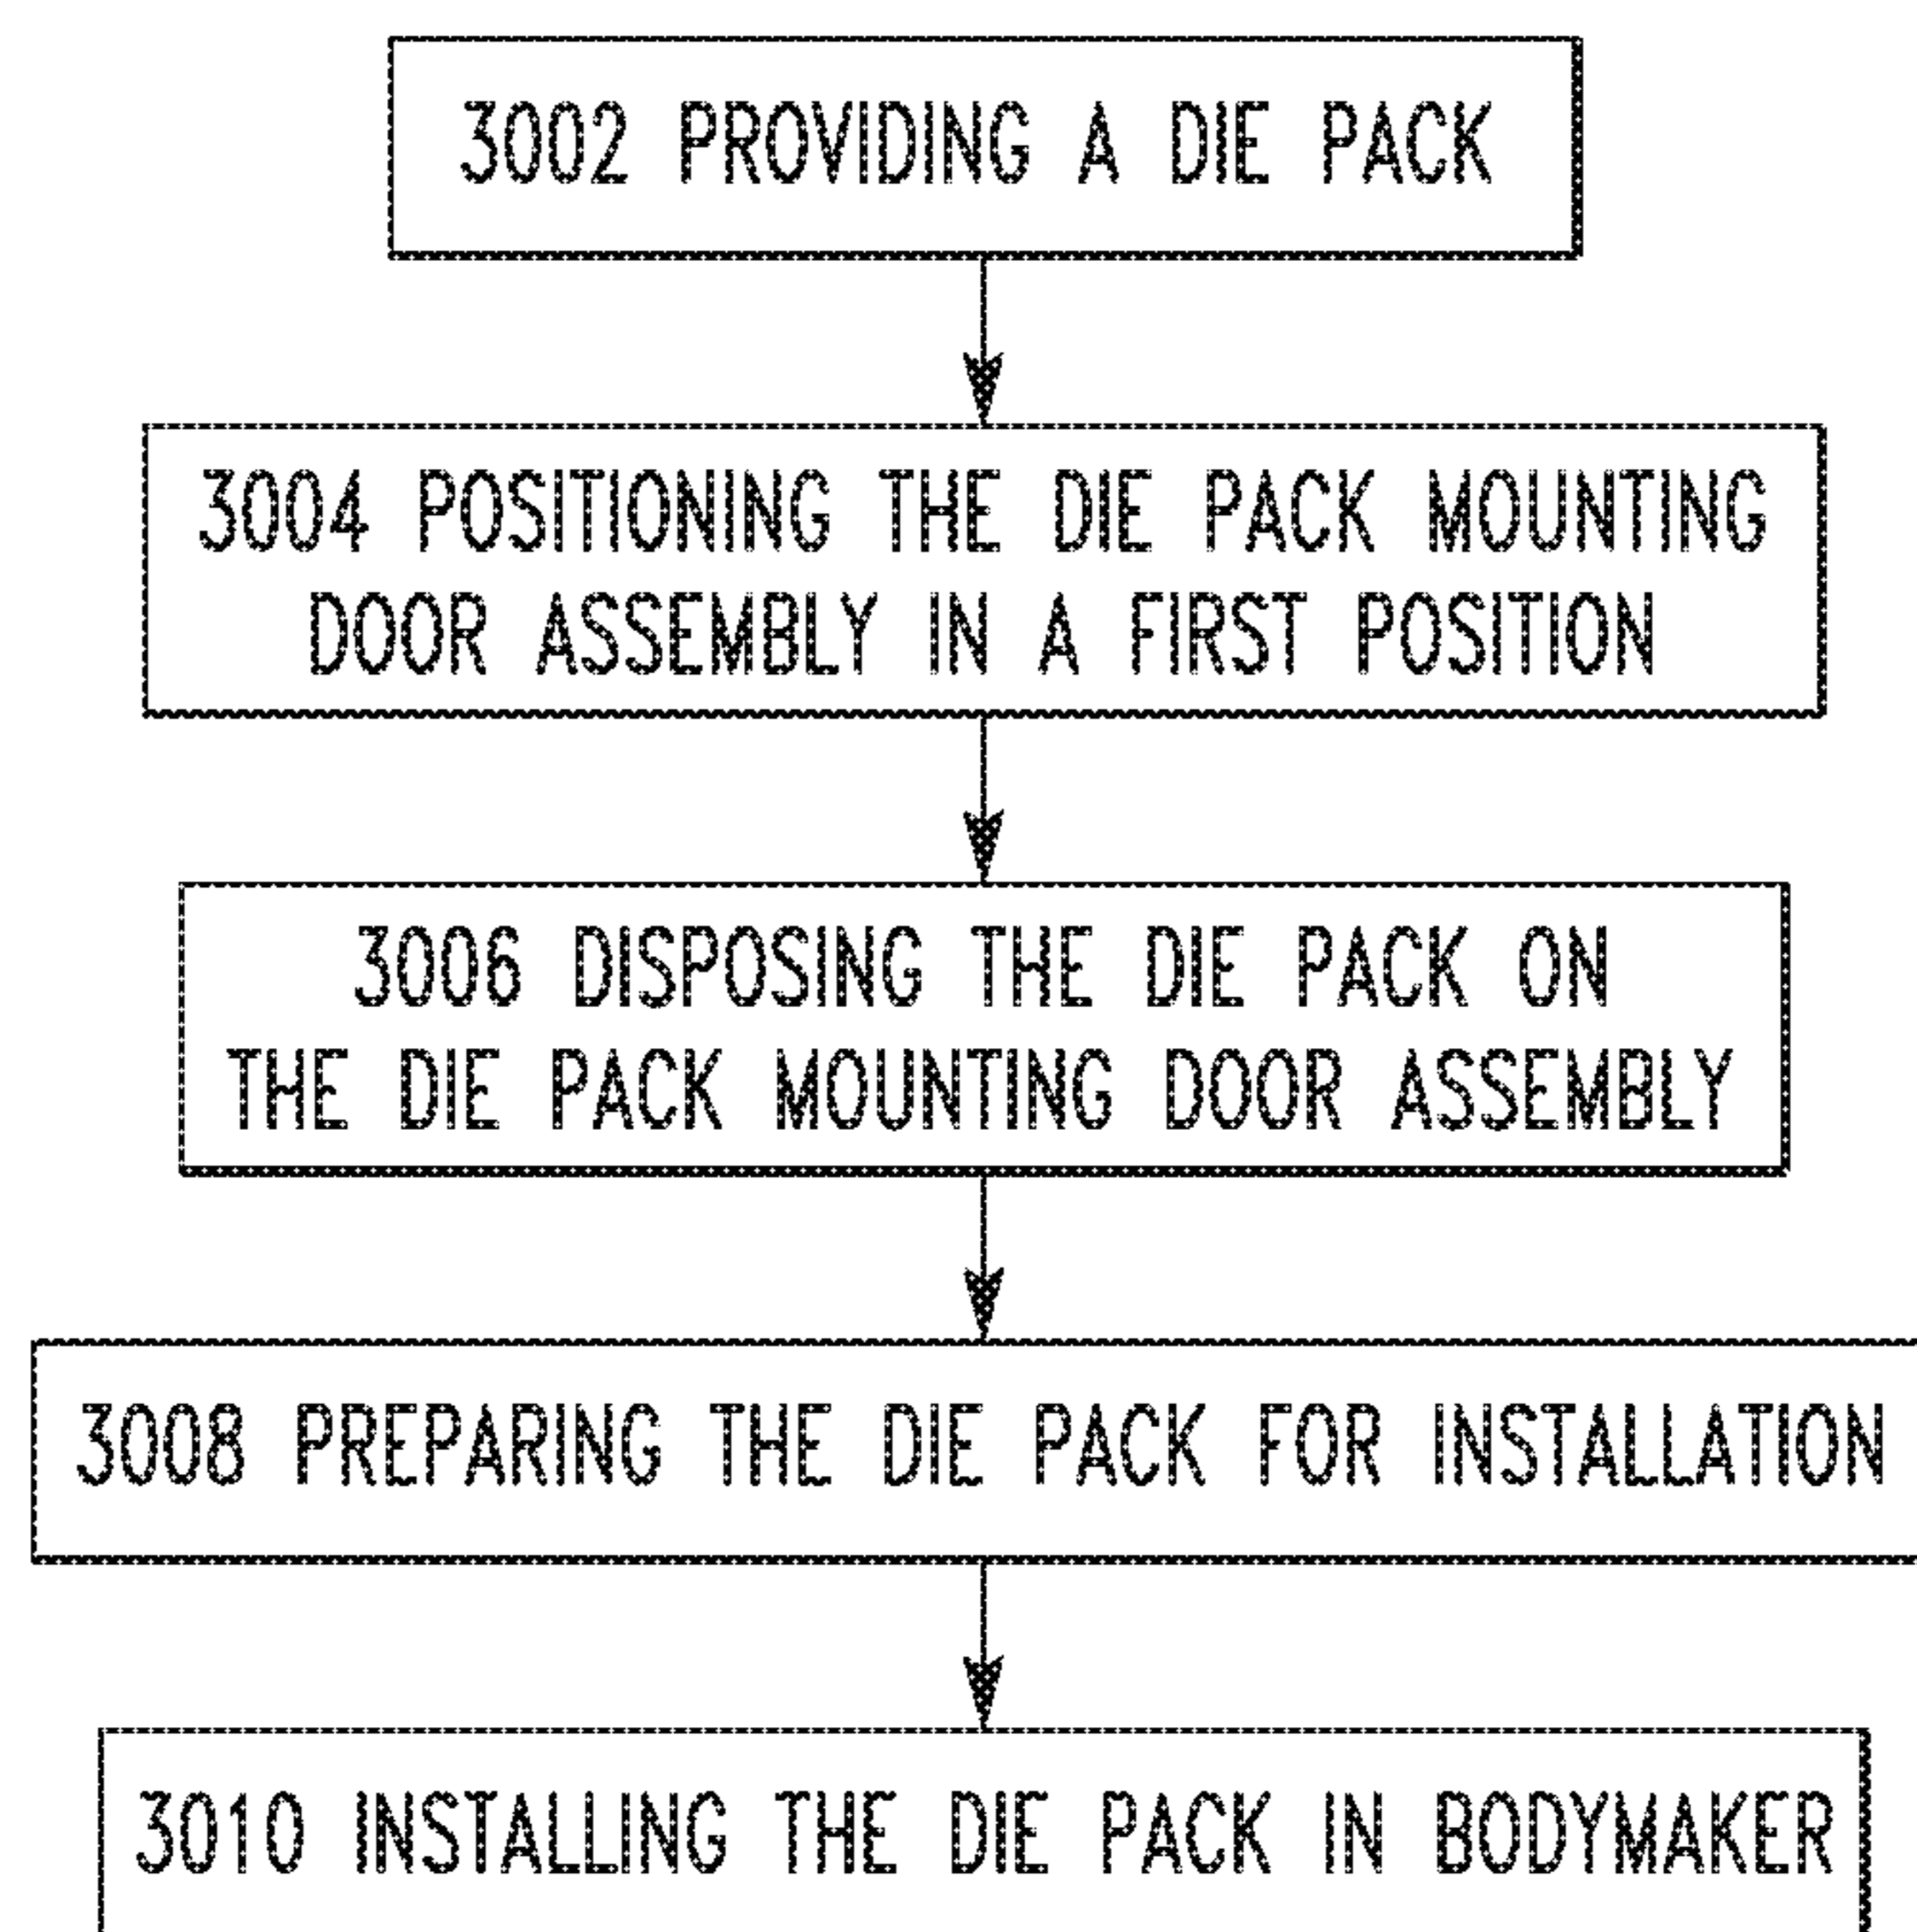 3002 PROVIDING A DIE PACK
3004 POSITIONING THE DIE PACK MOUNTING
DOOR ASSEMBLY IN A FIRST POSITION
3006 DISPOSING THE DIE PACK ON
THE DIE PACK MOUNTING DOOR ASSEMBLY
3008 PREPARING THE DIE PACK FOR INSTALLATION
3010 INSTALLING THE DIE PACK IN BODYMAKER